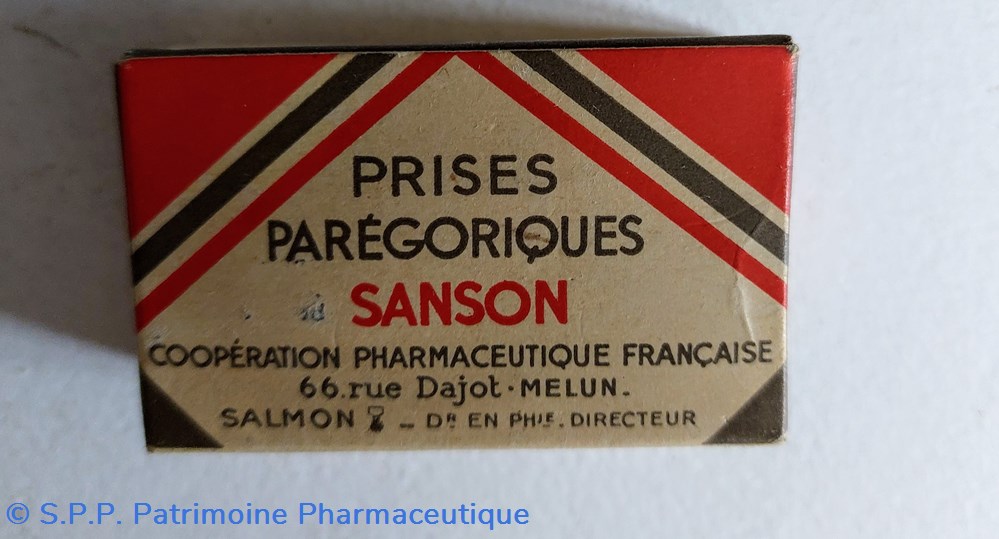 PRISES
PARÉGORIQUES
SANSON
COOPÉRATION PHARMACEUTIQUE FRANÇAISE
66.rue Dajot·MELUN.
SALMON – DR EN PHIE. DIRECTEUR
© S.P.P. Patrimoine Pharmaceutique